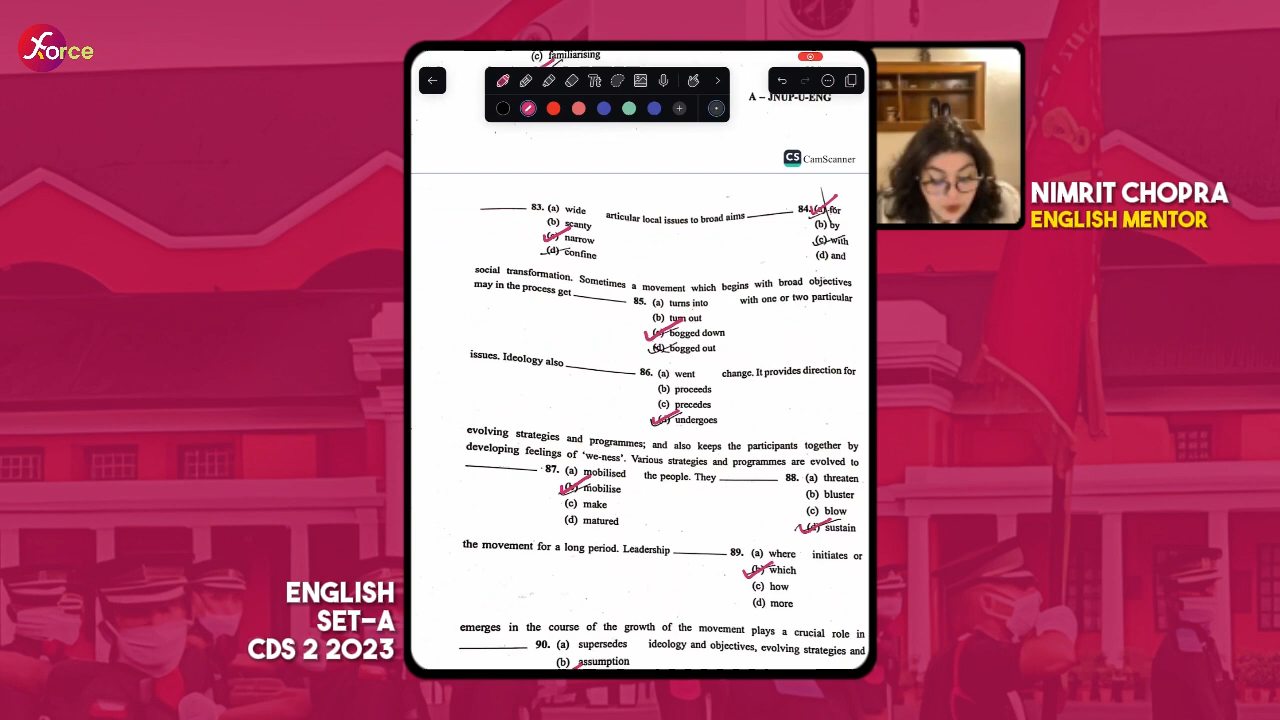 xforce
(c) familiarising
A – JNUP-U-ENG
CS CamScanner
NIMRIT CHOPRA
ENGLISH MENTOR
83. (a) wide articular local issues to broad aims 84. (a) for
(b) scanty (b) by
(c) narrow (c) with
(d) confine (d) and
social transformation. Sometimes a movement which begins with broad objectives
may in the process get 85. (a) turns into with one or two particular
(b) turn out
(c) bogged down
(d) bogged out
issues. Ideology also 86. (a) went change. It provides direction for
(b) proceeds
(c) precedes
(d) undergoes
evolving strategies and programmes; and also keeps the participants together by
developing feelings of 'we-ness'. Various strategies and programmes are evolved to
87. (a) mobilised the people. They 88. (a) threaten
(b) mobilise (b) bluster
(c) make (c) blow
(d) matured (d) sustain
the movement for a long period. Leadership 89. (a) where initiates or
(b) which
(c) how
(d) more
emerges in the course of the growth of the movement plays a crucial role in
90. (a) supersedes ideology and objectives, evolving strategies and
(b) assumption
ENGLISH
SET-A
CDS 2 2023